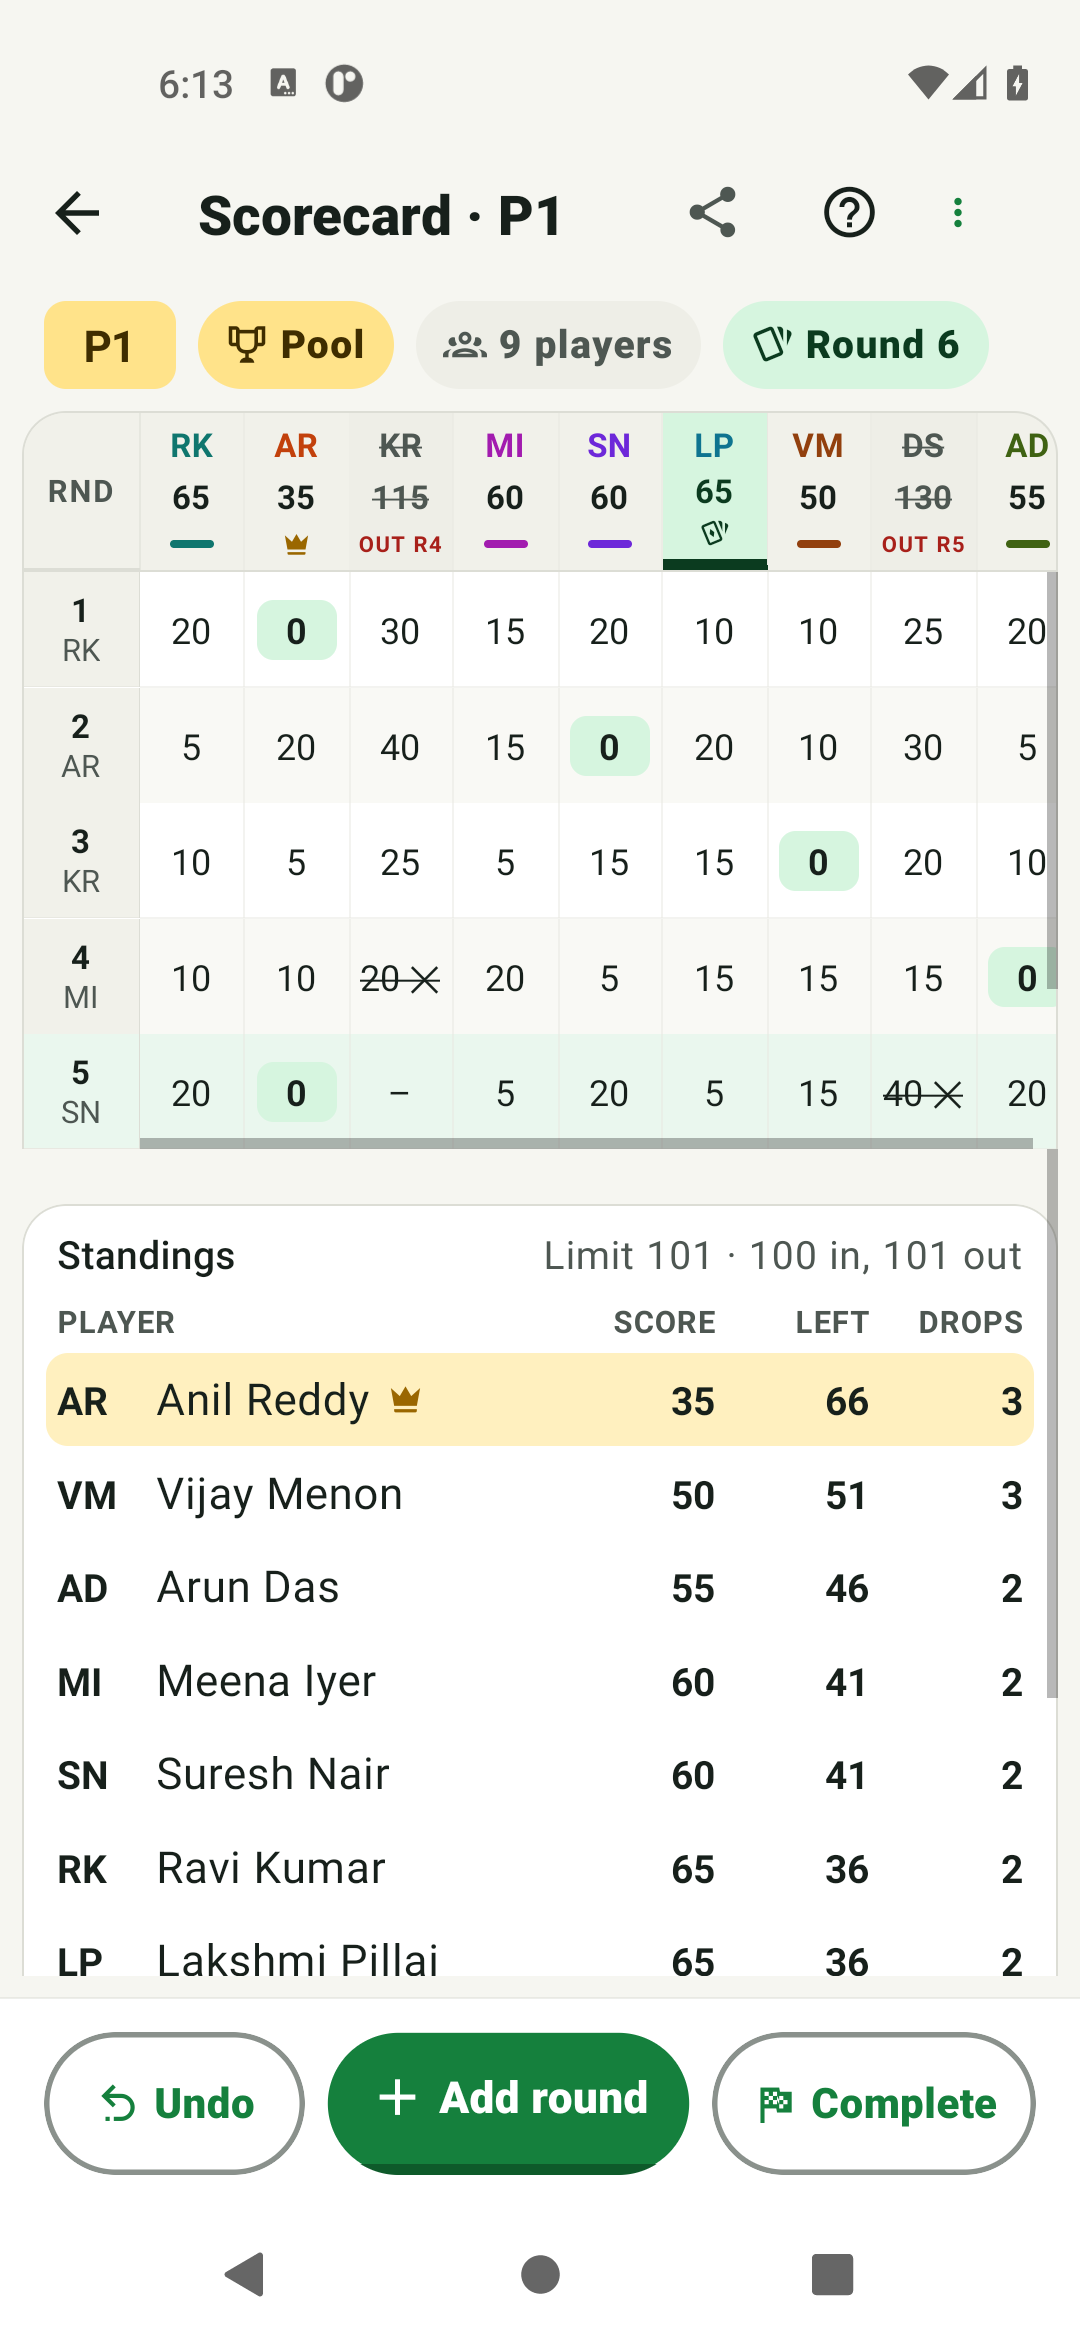 6:13
Scorecard · P1
P1 Pool 9 players Round 6
RND RK AR KR MI SN LP VM DS AD
65 35 115 60 60 65 50 130 55
OUT R4 OUT R5
1 RK 20 0 30 15 20 10 10 25 20
2 AR 5 20 40 15 0 20 10 30 5
3 KR 10 5 25 5 15 15 0 20 10
4 MI 10 10 20 20 5 15 15 15 0
5 SN 20 0 – 5 20 5 15 40 20
Standings Limit 101 · 100 in, 101 out
PLAYER SCORE LEFT DROPS
AR Anil Reddy 35 66 3
VM Vijay Menon 50 51 3
AD Arun Das 55 46 2
MI Meena Iyer 60 41 2
SN Suresh Nair 60 41 2
RK Ravi Kumar 65 36 2
LP Lakshmi Pillai 65 36 2
Undo Add round Complete